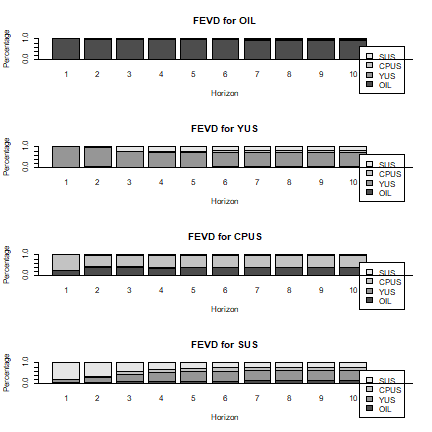 FEVD for OIL
Percentage
0.0 1.0
1 2 3 4 5 6 7 8 9 10
Horizon
SUS
CPUS
YUS
OIL
FEVD for YUS
Percentage
0.0 1.0
1 2 3 4 5 6 7 8 9 10
Horizon
SUS
CPUS
YUS
OIL
FEVD for CPUS
Percentage
0.0 1.0
1 2 3 4 5 6 7 8 9 10
Horizon
SUS
CPUS
YUS
OIL
FEVD for SUS
Percentage
0.0 1.0
1 2 3 4 5 6 7 8 9 10
Horizon
SUS
CPUS
YUS
OIL